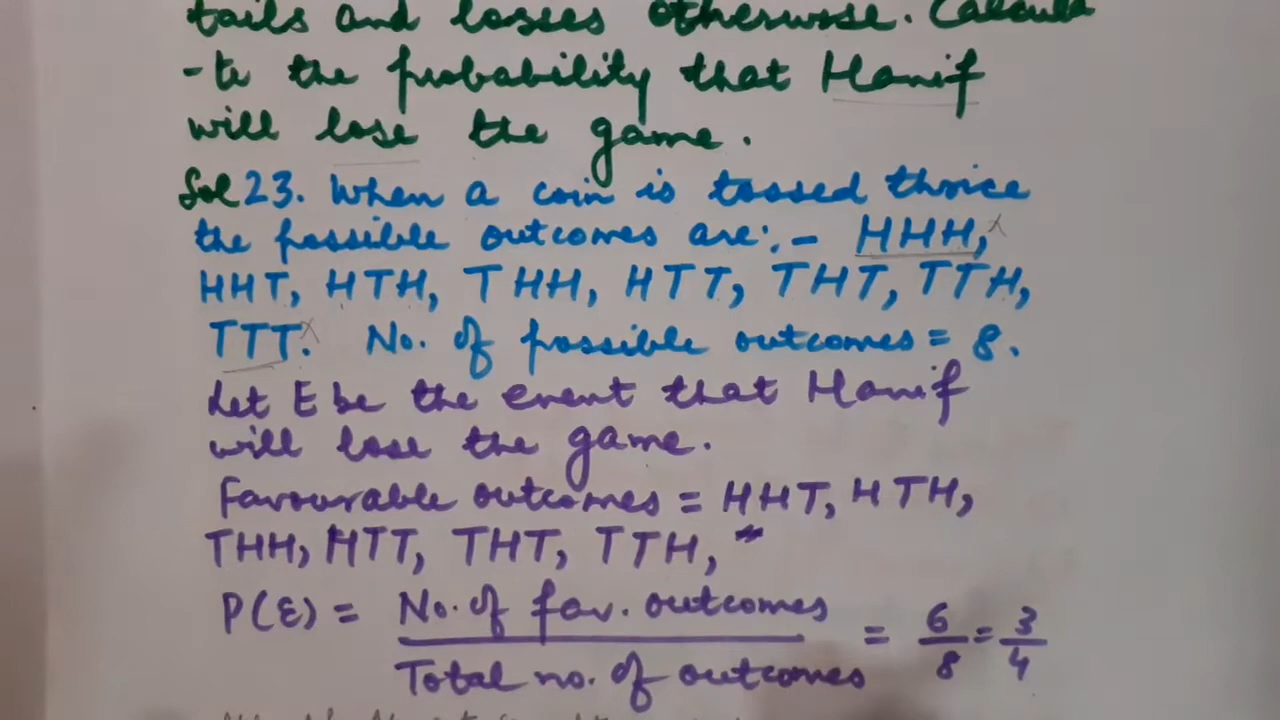 tails and losses otherwise. Calcula
-te the probability that Hanif
will lose the game.
Sol 23. When a coin is tossed thrice
the possible outcomes are:- HHH,
HHT, HTH, THH, HTT, THT, TTH,
TTT. No. of possible outcomes = 8.
Let E be the event that Hanif
will lose the game.
Favourable outcomes = HHT, HTH,
THH, HTT, THT, TTH,
P(E) = No. of fav. outcomes / Total no. of outcomes = 6/8 = 3/4